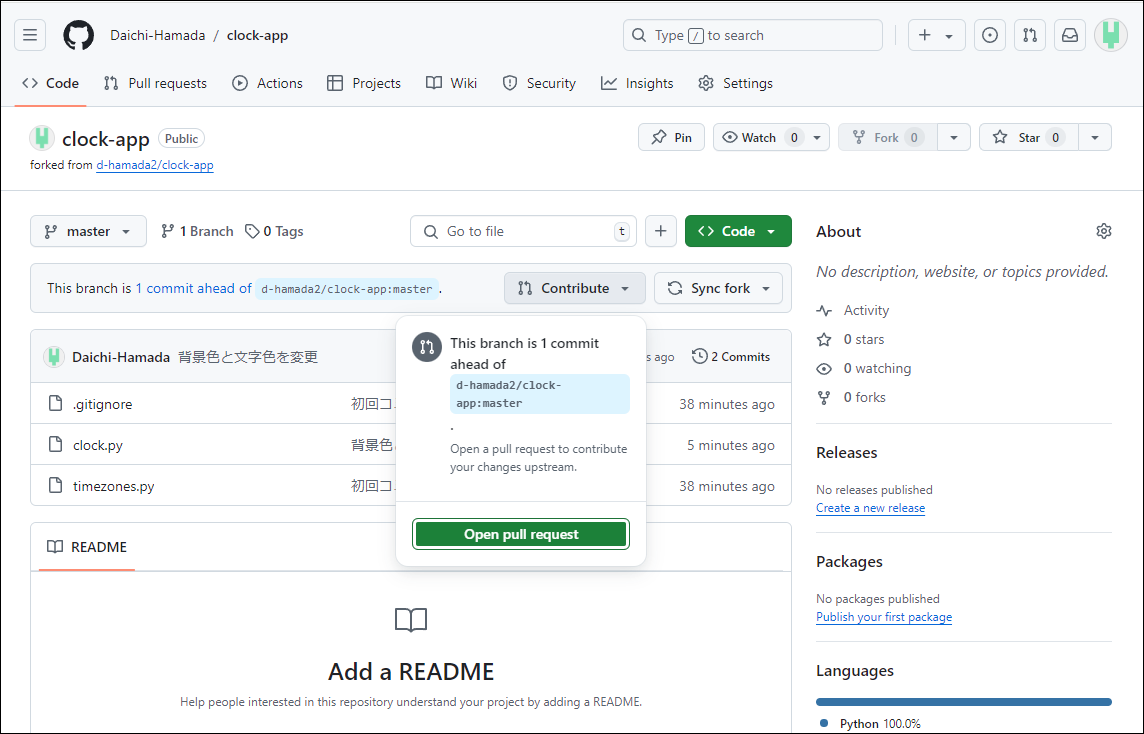 Daichi-Hamada / clock-app
Type / to search
Code Pull requests Actions Projects Wiki Security Insights Settings
clock-app Public
Pin Watch 0 Fork 0 Star 0
forked from d-hamada2/clock-app
master 1 Branch 0 Tags Go to file t Code
This branch is 1 commit ahead of d-hamada2/clock-app:master .
Contribute Sync fork
This branch is 1 commit
ahead of
d-hamada2/clock-
app:master
.
Open a pull request to contribute
your changes upstream.
Open pull request
Daichi-Hamada 背景色と文字色を変更 s ago 2 Commits
.gitignore 初回コ 38 minutes ago
clock.py 背景色 5 minutes ago
timezones.py 初回コ 38 minutes ago
README
Add a README
Help people interested in this repository understand your project by adding a README.
About
No description, website, or topics provided.
Activity
0 stars
0 watching
0 forks
Releases
No releases published
Create a new release
Packages
No packages published
Publish your first package
Languages
Python 100.0%